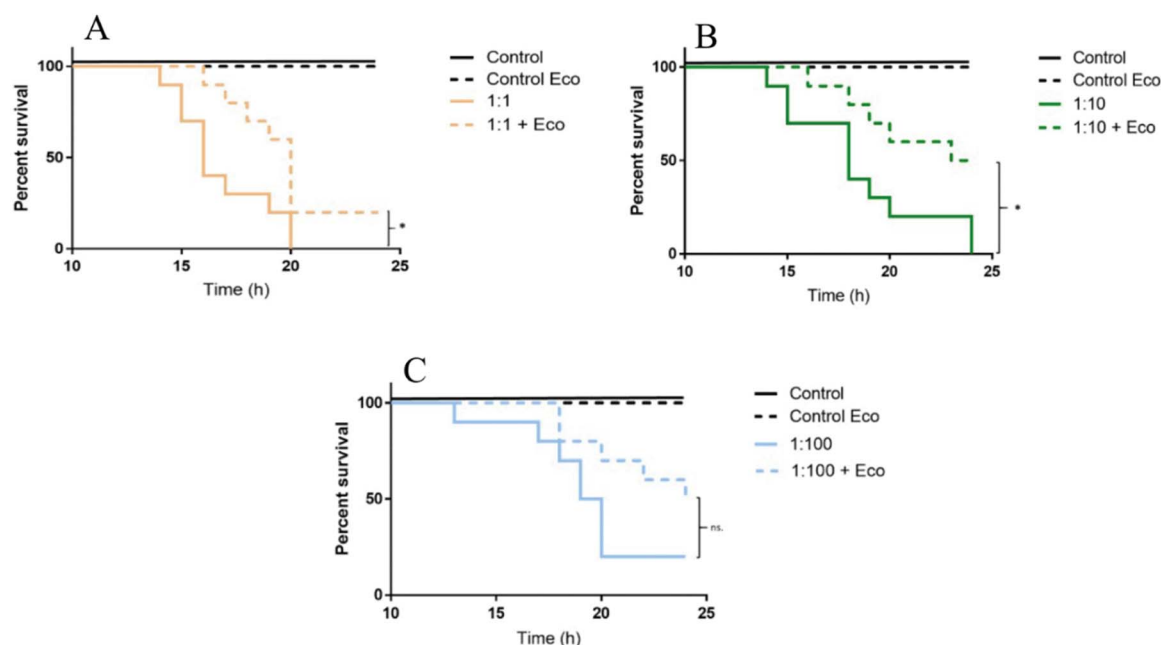 A
Control
Control Eco
1:1
1:1 + Eco
Percent survival
100
50
0
*
10
15
20
25
Time (h)
B
Control
Control Eco
1:10
1:10 + Eco
Percent survival
100
50
0
*
10
15
20
25
Time (h)
C
Control
Control Eco
1:100
1:100 + Eco
Percent survival
100
50
0
ns.
10
15
20
25
Time (h)